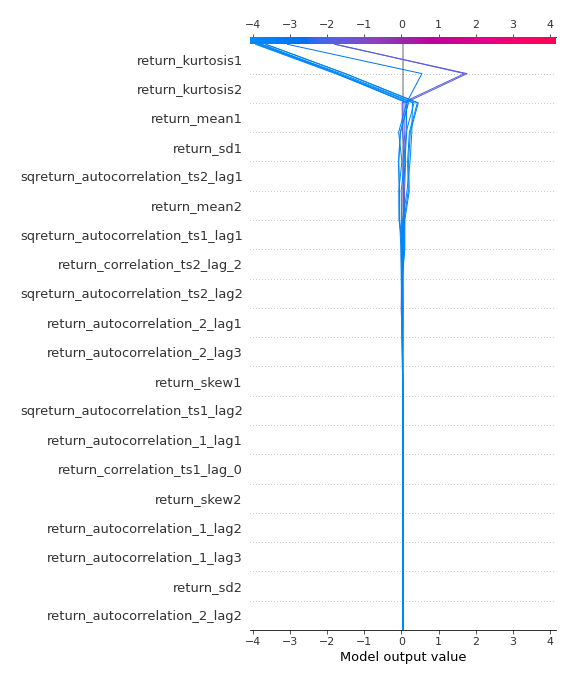 −4 −3 −2 −1 0 1 2 3 4
return_kurtosis1
return_kurtosis2
return_mean1
return_sd1
sqreturn_autocorrelation_ts2_lag1
return_mean2
sqreturn_autocorrelation_ts1_lag1
return_correlation_ts2_lag_2
sqreturn_autocorrelation_ts2_lag2
return_autocorrelation_2_lag1
return_autocorrelation_2_lag3
return_skew1
sqreturn_autocorrelation_ts1_lag2
return_autocorrelation_1_lag1
return_correlation_ts1_lag_0
return_skew2
return_autocorrelation_1_lag2
return_autocorrelation_1_lag3
return_sd2
return_autocorrelation_2_lag2
−4 −3 −2 −1 0 1 2 3 4
Model output value